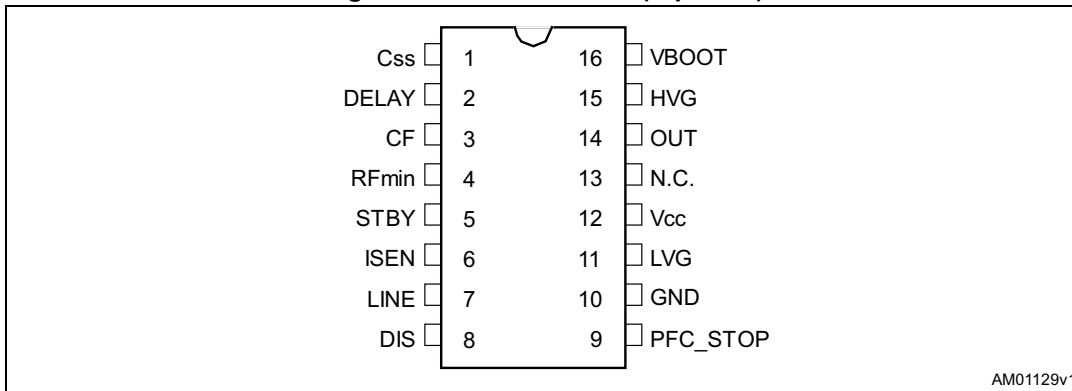 Css 1 16 VBOOT
DELAY 2 15 HVG
CF 3 14 OUT
RFmin 4 13 N.C.
STBY 5 12 Vcc
ISEN 6 11 LVG
LINE 7 10 GND
DIS 8 9 PFC_STOP
AM01129v1